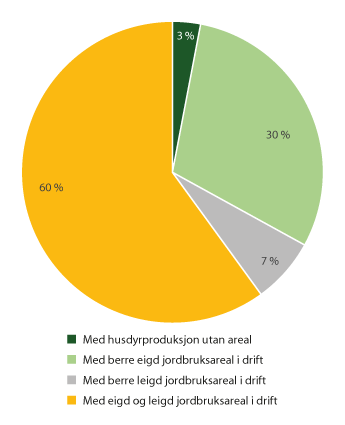 3 %
30 %
60 %
7 %
Med husdyrproduksjon utan areal
Med berre eigd jordbruksareal i drift
Med berre leigd jordbruksareal i drift
Med eigd og leigd jordbruksareal i drift